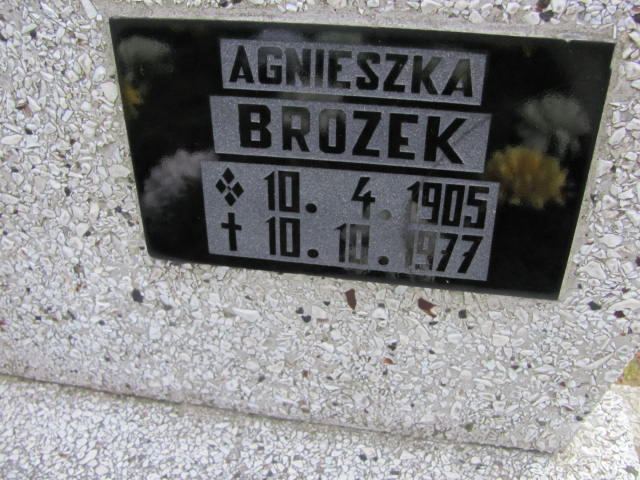 AGNIESZKA
BROZEK
10. 4. 1905
† 10. 10. 1977